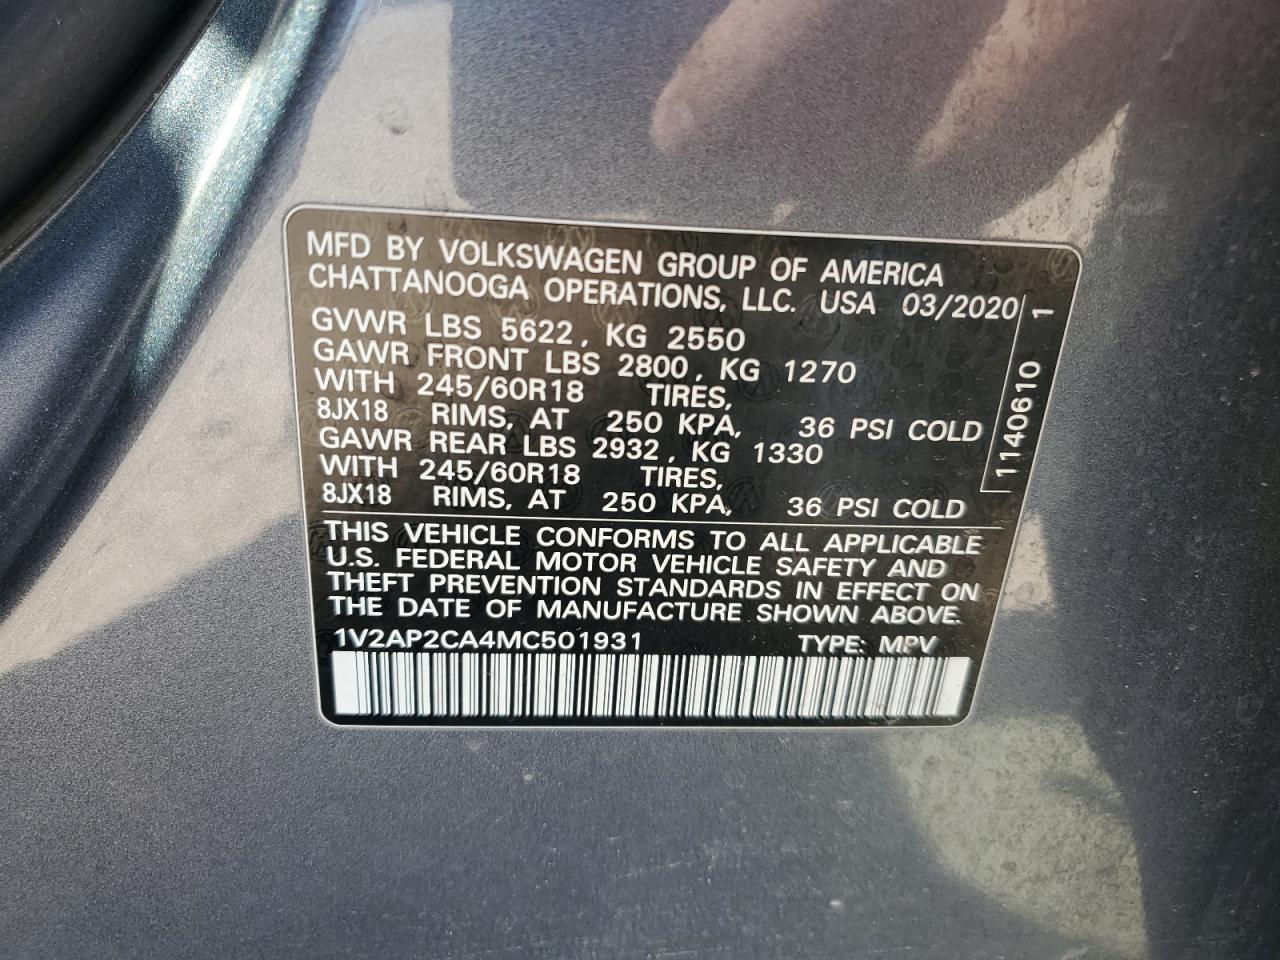 MFD BY VOLKSWAGEN GROUP OF AMERICA
CHATTANOOGA OPERATIONS, LLC. USA 03/2020
GVWR LBS 5622, KG 2550
GAWR FRONT LBS 2800, KG 1270
WITH 245/60R18 TIRES,
8JX18 RIMS, AT 250 KPA, 36 PSI COLD
GAWR REAR LBS 2932, KG 1330
WITH 245/60R18 TIRES,
8JX18 RIMS, AT 250 KPA, 36 PSI COLD
1140610 1
THIS VEHICLE CONFORMS TO ALL APPLICABLE
U.S. FEDERAL MOTOR VEHICLE SAFETY AND
THEFT PREVENTION STANDARDS IN EFFECT ON
THE DATE OF MANUFACTURE SHOWN ABOVE.
1V2AP2CA4MC501931 TYPE: MPV